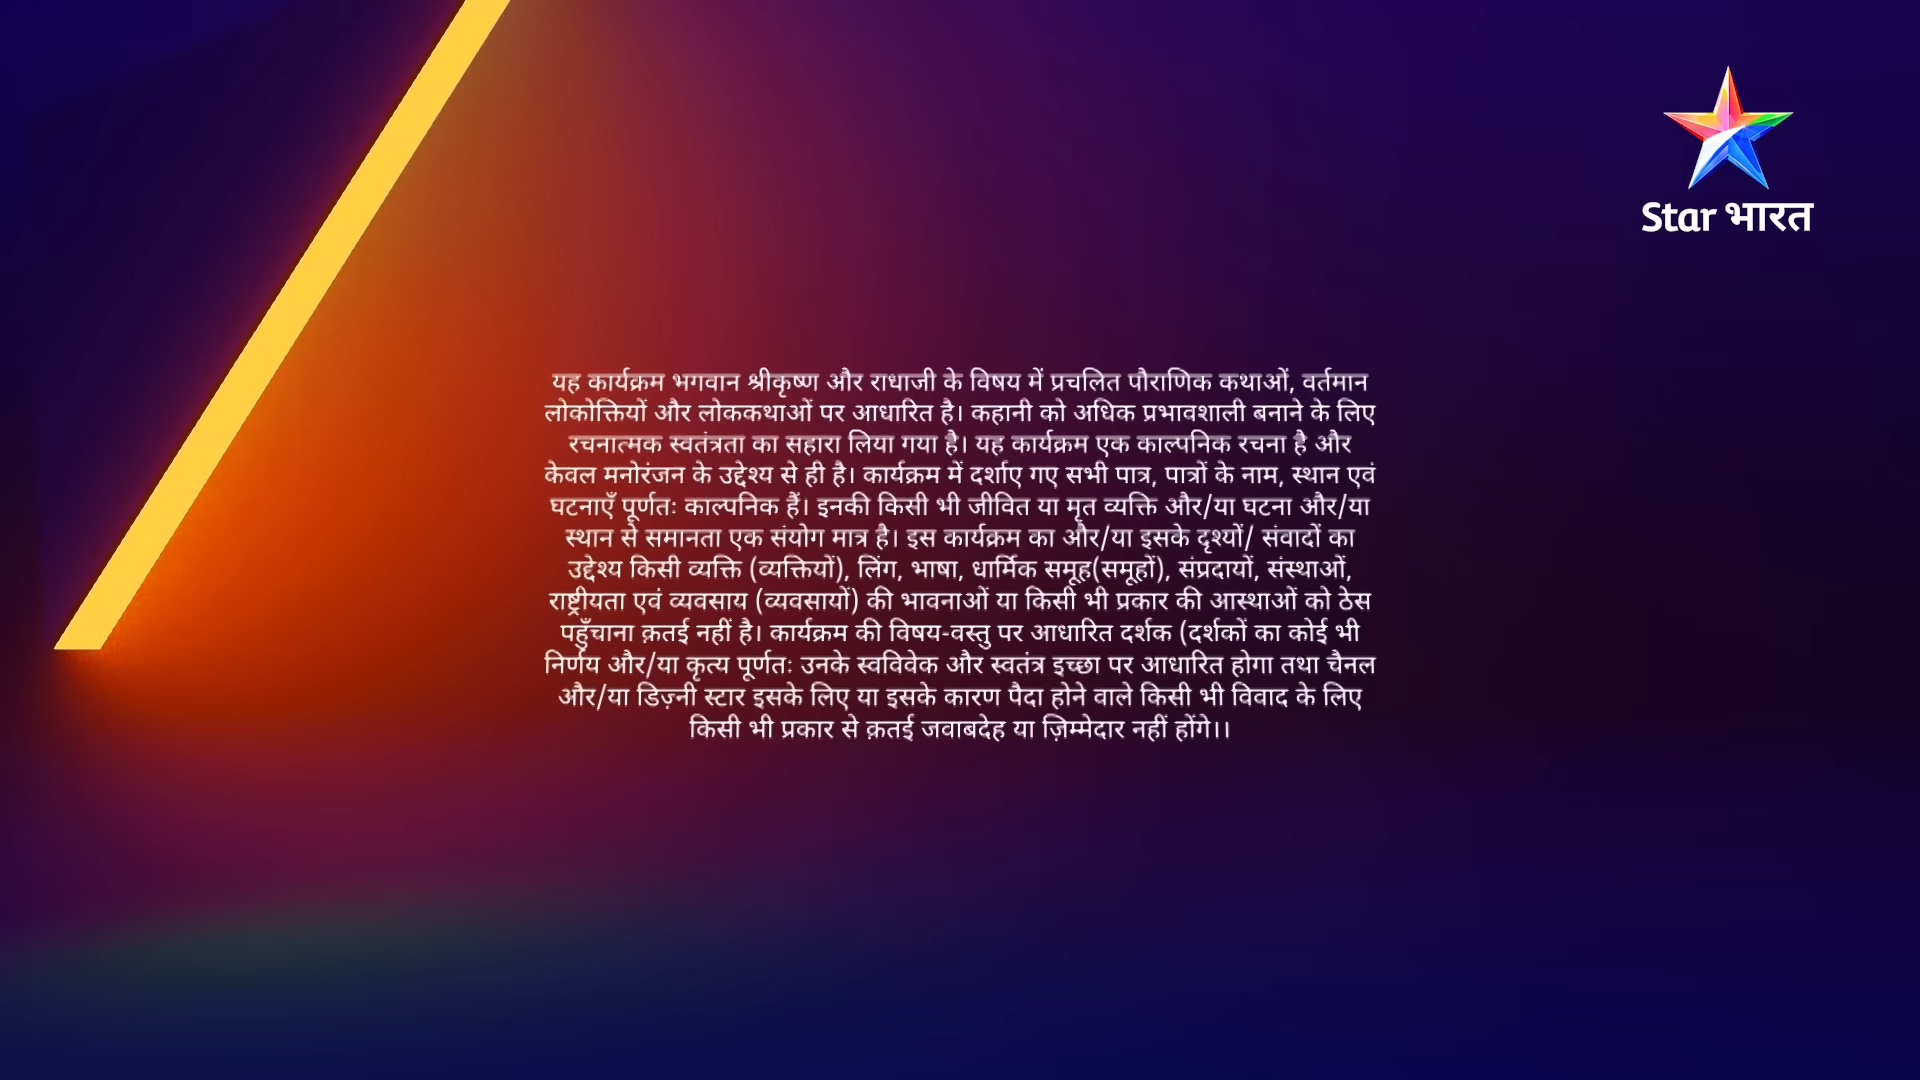 Star भारत
यह कार्यक्रम भगवान श्रीकृष्ण और राधाजी के विषय में प्रचलित पौराणिक कथाओं, वर्तमान
लोकोक्तियों और लोककथाओं पर आधारित है। कहानी को अधिक प्रभावशाली बनाने के लिए
रचनात्मक स्वतंत्रता का सहारा लिया गया है। यह कार्यक्रम एक काल्पनिक रचना है और
केवल मनोरंजन के उद्देश्य से ही है। कार्यक्रम में दर्शाए गए सभी पात्र, पात्रों के नाम, स्थान एवं
घटनाएँ पूर्णतः काल्पनिक हैं। इनकी किसी भी जीवित या मृत व्यक्ति और/या घटना और/या
स्थान से समानता एक संयोग मात्र है। इस कार्यक्रम का और/या इसके दृश्यों/ संवादों का
उद्देश्य किसी व्यक्ति (व्यक्तियों), लिंग, भाषा, धार्मिक समूह(समूहों), संप्रदायों, संस्थाओं,
राष्ट्रीयता एवं व्यवसाय (व्यवसायों) की भावनाओं या किसी भी प्रकार की आस्थाओं को ठेस
पहुँचाना क़तई नहीं है। कार्यक्रम की विषय-वस्तु पर आधारित दर्शक (दर्शकों का कोई भी
निर्णय और/या कृत्य पूर्णतः उनके स्वविवेक और स्वतंत्र इच्छा पर आधारित होगा तथा चैनल
और/या डिज़्नी स्टार इसके लिए या इसके कारण पैदा होने वाले किसी भी विवाद के लिए
किसी भी प्रकार से क़तई जवाबदेह या ज़िम्मेदार नहीं होंगे।।